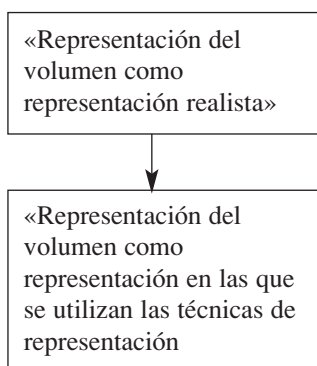 «Representación del
volumen como
representación realista»
«Representación del
volumen como
representación en las que
se utilizan las técnicas de
representación